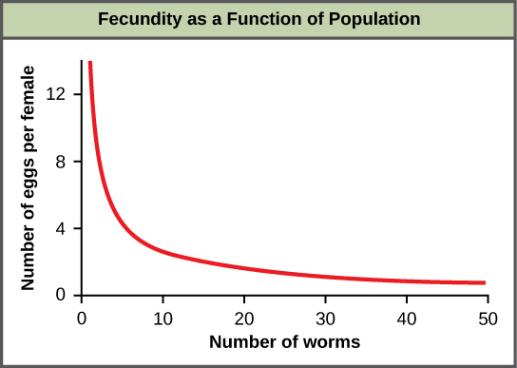 Fecundity as a Function of Population
Number of eggs per female
12
8
4
0
0 10 20 30 40 50
Number of worms